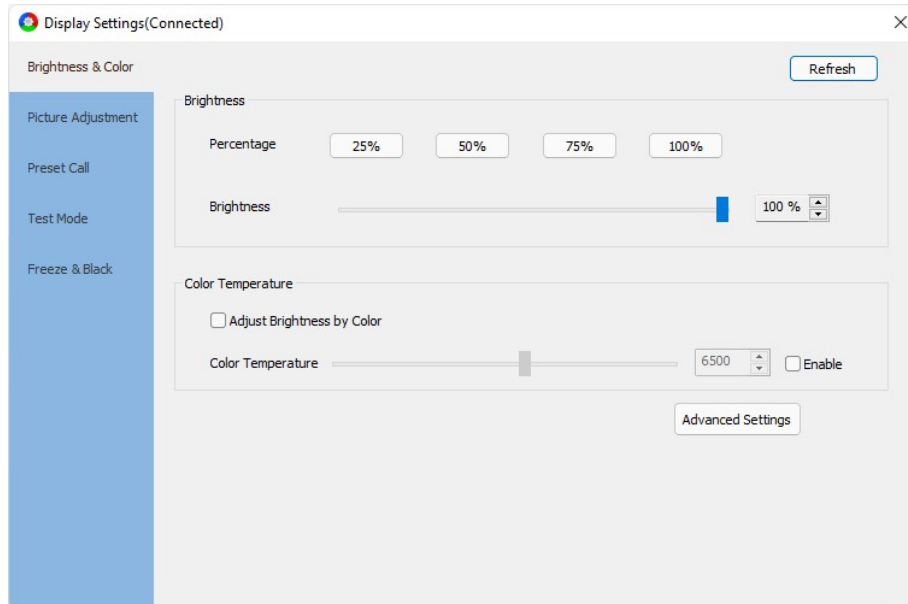 Display Settings(Connected)
Brightness & Color
Refresh
Picture Adjustment
Preset Call
Test Mode
Freeze & Black
Brightness
Percentage 25% 50% 75% 100%
Brightness 100 %
Color Temperature
Adjust Brightness by Color
Color Temperature 6500 Enable
Advanced Settings